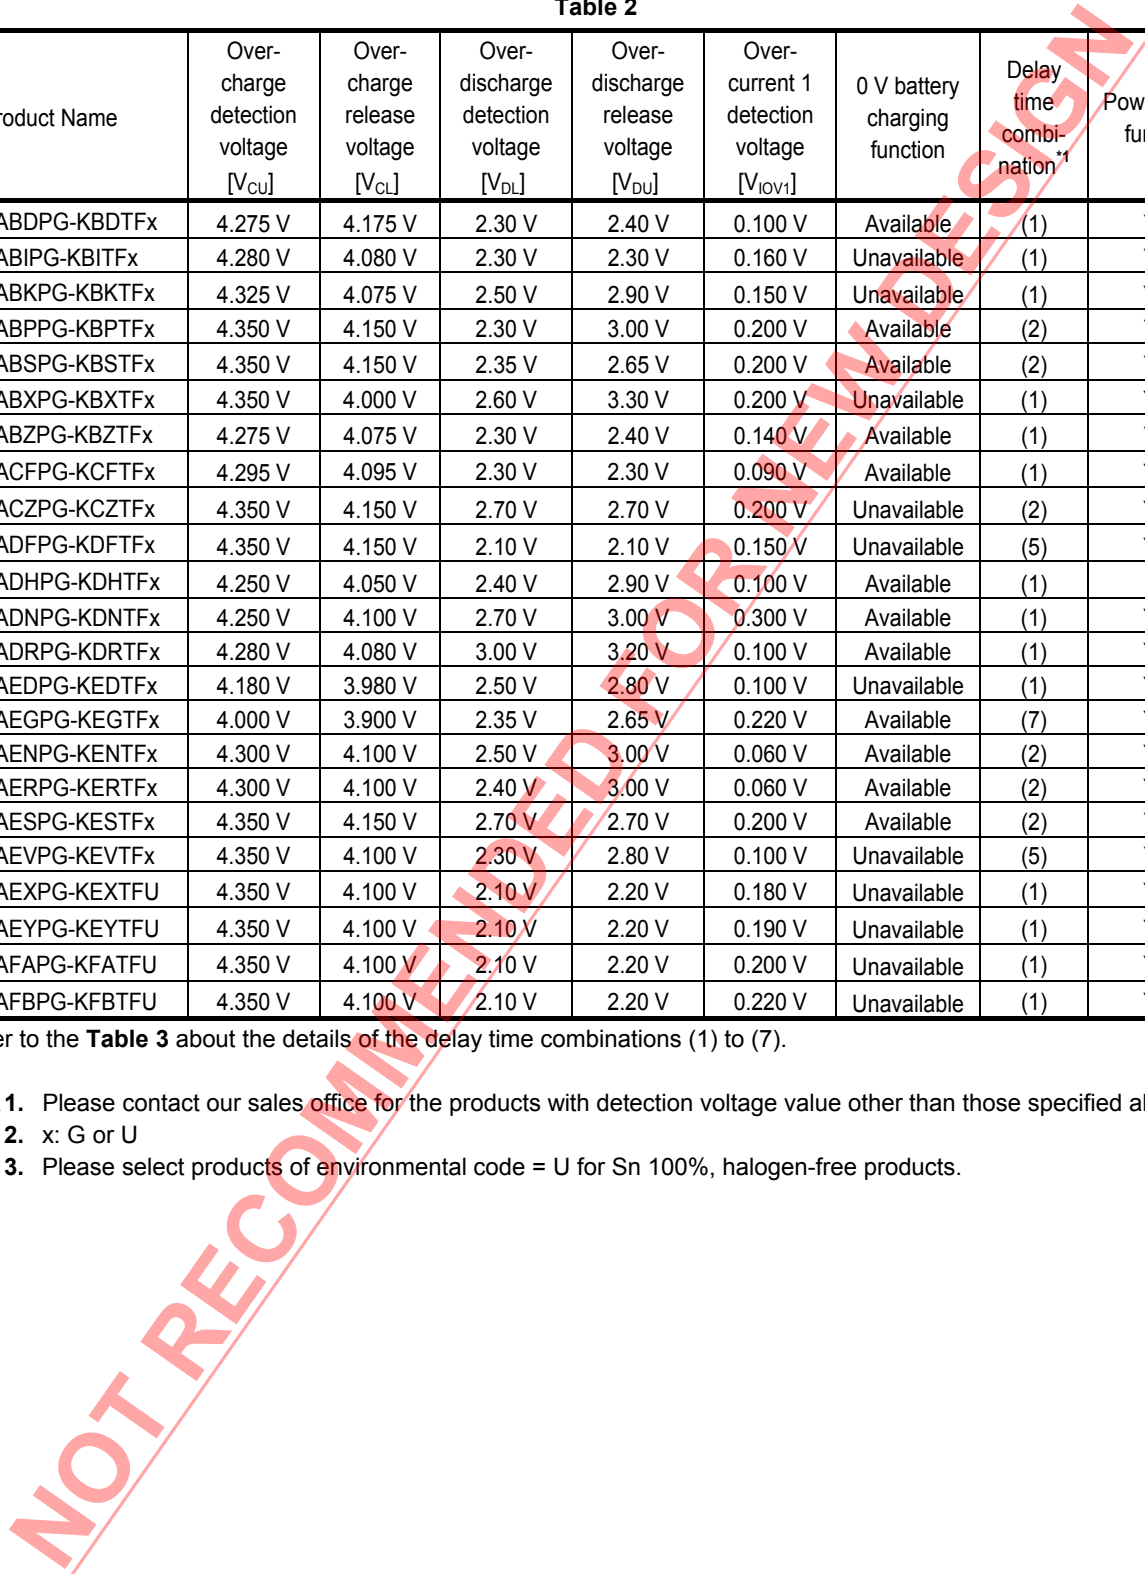 Table 2
roduct Name Over-charge detection voltage [VCU] Over-charge release voltage [VCL] Over-discharge detection voltage [VDL] Over-discharge release voltage [VDU] Over-current 1 detection voltage [VIOV1] 0 V battery charging function Delay time combi-nation*1 Pow fu
ABDPG-KBDTFx 4.275 V 4.175 V 2.30 V 2.40 V 0.100 V Available (1)
ABIPG-KBITFx 4.280 V 4.080 V 2.30 V 2.30 V 0.160 V Unavailable (1)
ABKPG-KBKTFx 4.325 V 4.075 V 2.50 V 2.90 V 0.150 V Unavailable (1)
ABPPG-KBPTFx 4.350 V 4.150 V 2.30 V 3.00 V 0.200 V Available (2)
ABSPG-KBSTFx 4.350 V 4.150 V 2.35 V 2.65 V 0.200 V Available (2)
ABXPG-KBXTFx 4.350 V 4.000 V 2.60 V 3.30 V 0.200 V Unavailable (1)
ABZPG-KBZTFx 4.275 V 4.075 V 2.30 V 2.40 V 0.140 V Available (1)
ACFPG-KCFTFx 4.295 V 4.095 V 2.30 V 2.30 V 0.090 V Available (1)
ACZPG-KCZTFx 4.350 V 4.150 V 2.70 V 2.70 V 0.200 V Unavailable (2)
ADFPG-KDFTFx 4.350 V 4.150 V 2.10 V 2.10 V 0.150 V Unavailable (5)
ADHPG-KDHTFx 4.250 V 4.050 V 2.40 V 2.90 V 0.100 V Available (1)
ADNPG-KDNTFx 4.250 V 4.100 V 2.70 V 3.00 V 0.300 V Available (1)
ADRPG-KDRTFx 4.280 V 4.080 V 3.00 V 3.20 V 0.100 V Available (1)
AEDPG-KEDTFx 4.180 V 3.980 V 2.50 V 2.80 V 0.100 V Unavailable (1)
AEGPG-KEGTFx 4.000 V 3.900 V 2.35 V 2.65 V 0.220 V Available (7)
AENPG-KENTFx 4.300 V 4.100 V 2.50 V 3.00 V 0.060 V Available (2)
AERPG-KERTFx 4.300 V 4.100 V 2.40 V 3.00 V 0.060 V Available (2)
AESPG-KESTFx 4.350 V 4.150 V 2.70 V 2.70 V 0.200 V Available (2)
AEVPG-KEVTFx 4.350 V 4.100 V 2.30 V 2.80 V 0.100 V Unavailable (5)
AEXPG-KEXTFU 4.350 V 4.100 V 2.10 V 2.20 V 0.180 V Unavailable (1)
AEYPG-KEYTFU 4.350 V 4.100 V 2.10 V 2.20 V 0.190 V Unavailable (1)
AFAPG-KFATFU 4.350 V 4.100 V 2.10 V 2.20 V 0.200 V Unavailable (1)
AFBPG-KFBTFU 4.350 V 4.100 V 2.10 V 2.20 V 0.220 V Unavailable (1)
er to the Table 3 about the details of the delay time combinations (1) to (7).
1. Please contact our sales office for the products with detection voltage value other than those specified a
2. x: G or U
3. Please select products of environmental code = U for Sn 100%, halogen-free products.
NOT RECOMMENDED FOR NEW DESIGN